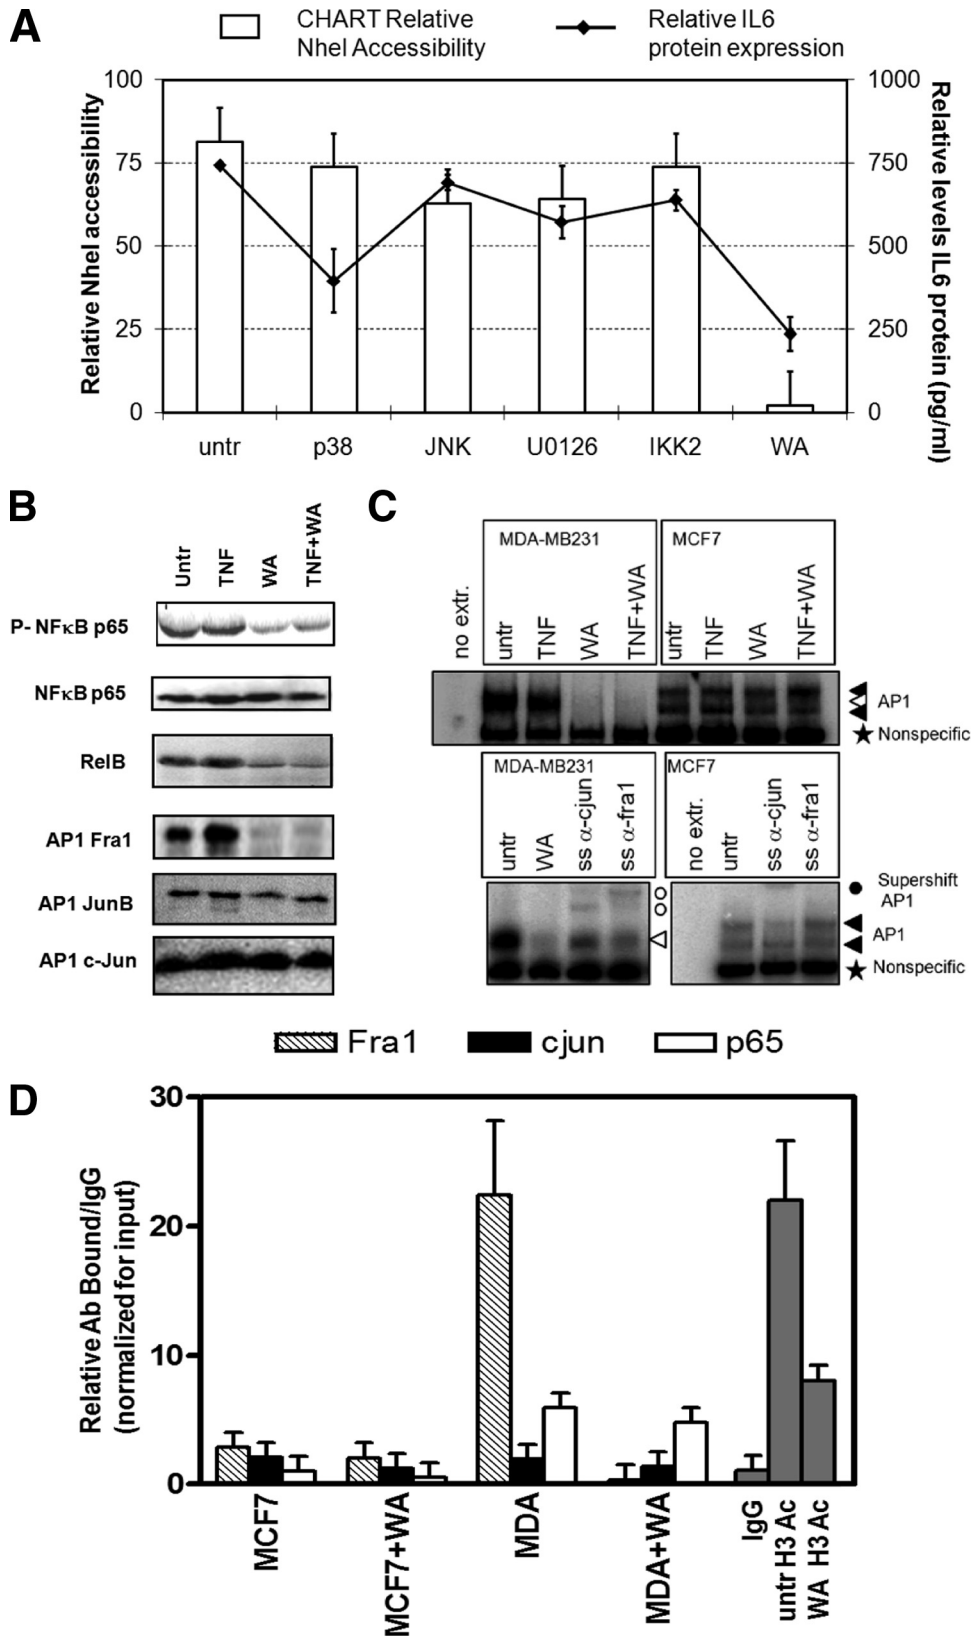 A
CHART Relative
NheI Accessibility
Relative IL6
protein expression
Relative NheI accessibility
100
75
50
25
0
1000
750
500
250
0
Relative levels IL6 protein (pg/ml)
untr p38 JNK U0126 IKK2 WA
B
Untr TNF WA TNF+WA
P- NFκB p65
NFκB p65
RelB
AP1 Fra1
AP1 JunB
AP1 c-Jun
C
MDA-MB231 MCF7
no extr. untr TNF WA TNF+WA untr TNF WA TNF+WA
AP1
Nonspecific
MDA-MB231 MCF7
untr WA ss α-cjun ss α-fra1 no extr. untr ss α-cjun ss α-fra1
Supershift
AP1
AP1
Nonspecific
Fra1 cjun p65
D
Relative Ab Bound/IgG
(normalized for input)
30
20
10
0
MCF7 MCF7+WA MDA MDA+WA IgG untr H3 Ac WA H3 Ac